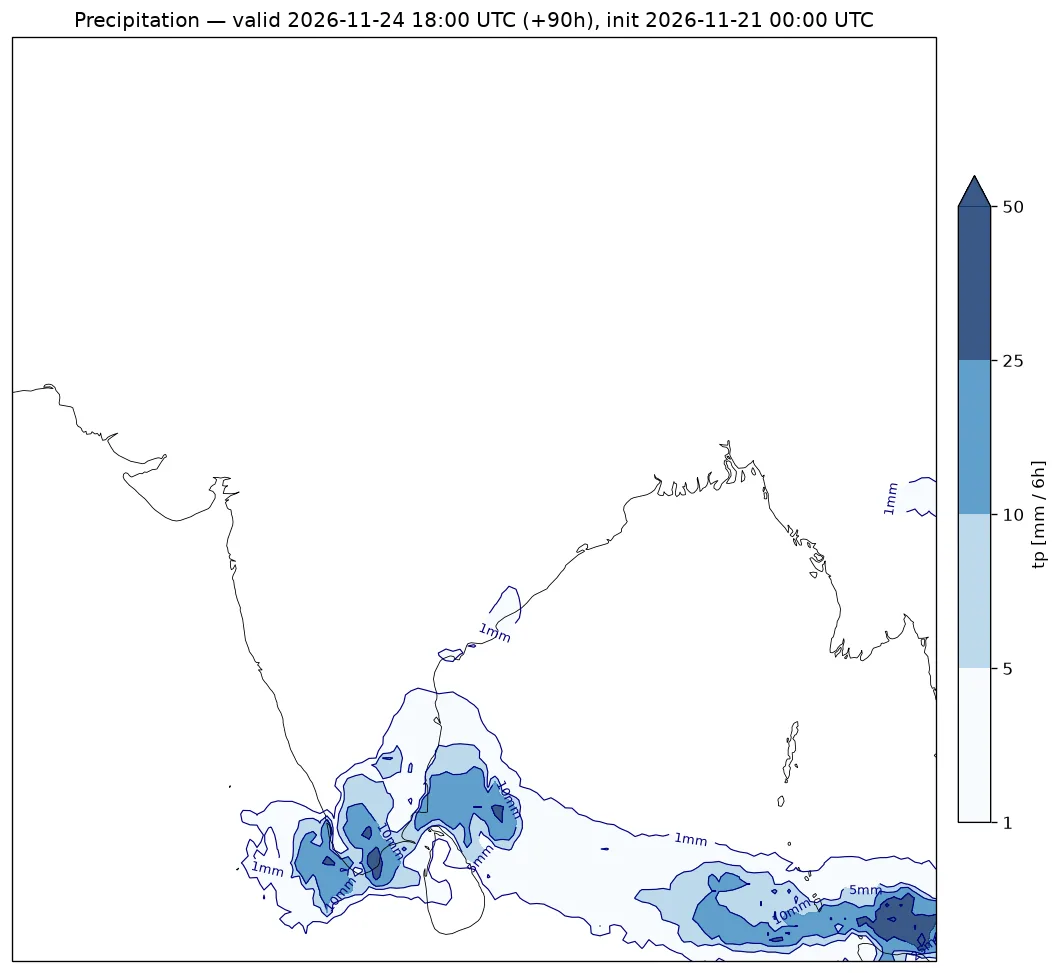 Precipitation — valid 2026-11-24 18:00 UTC (+90h), init 2026-11-21 00:00 UTC
50
25
10
5
1
tp [mm / 6h]
1mm
1mm
10mm
10mm
1mm
5mm
1mm
10mm
5mm
10mm